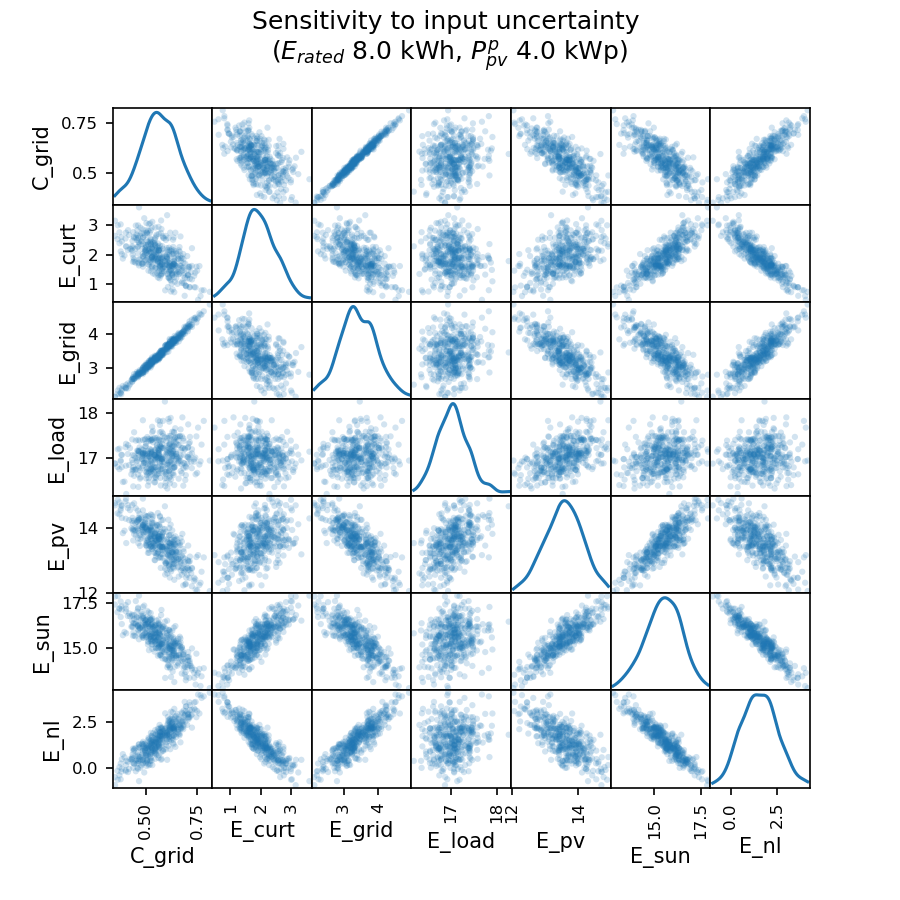 Sensitivity to input uncertainty
(E_rated 8.0 kWh, P^p_pv 4.0 kWp)
C_grid
0.75
0.5
E_curt
3
2
1
E_grid
4
3
E_load
18
17
E_pv
14
12
E_sun
17.5
15.0
E_nl
2.5
0.0
0.50 0.75 1 2 3 3 4 17 18 12 14 15.0 17.5 0.0 2.5
C_grid E_curt E_grid E_load E_pv E_sun E_nl